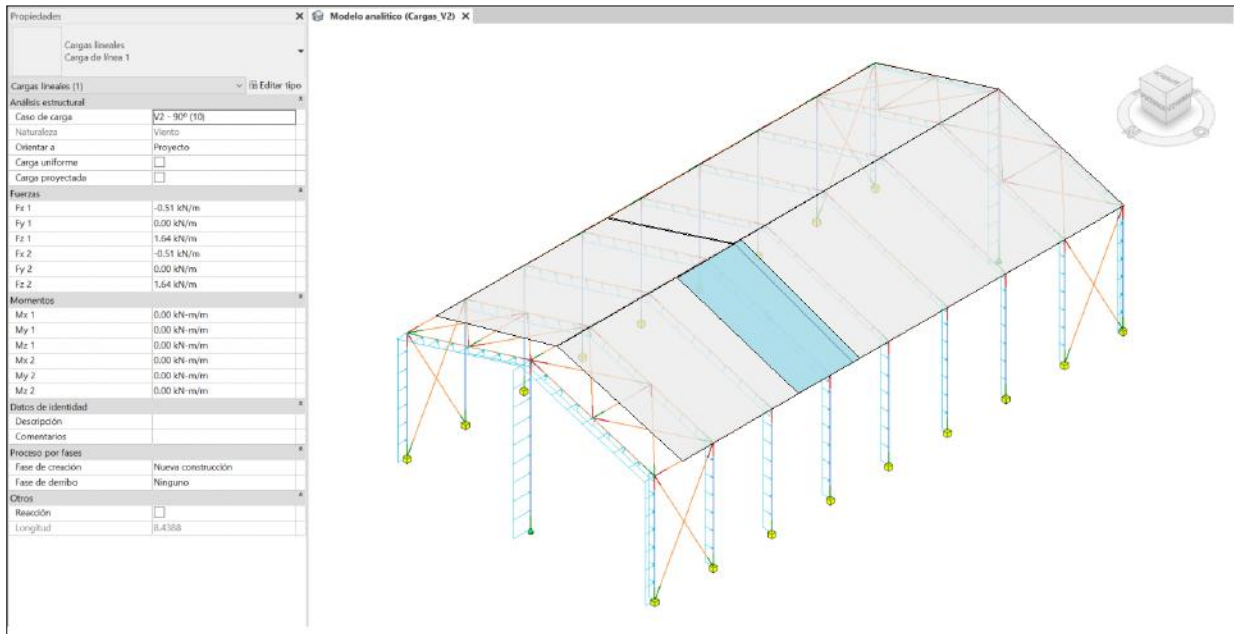 Propiedades
Modelo analítico (Cargas_V2)
Cargas lineales
Carga de línea 1
Cargas lineales (1)
Editar tipo
Análisis estructural
Caso de carga V2 - 90º (10)
Naturaleza Viento
Orientar a Proyecto
Carga uniforme
Carga proyectada
Fuerzas
Fx 1 -0.51 kN/m
Fy 1 0.00 kN/m
Fz 1 1.64 kN/m
Fx 2 -0.51 kN/m
Fy 2 0.00 kN/m
Fz 2 1.64 kN/m
Momentos
Mx 1 0.00 kN-m/m
My 1 0.00 kN-m/m
Mz 1 0.00 kN-m/m
Mx 2 0.00 kN-m/m
My 2 0.00 kN-m/m
Mz 2 0.00 kN-m/m
Datos de identidad
Descripción
Comentarios
Proceso por fases
Fase de creación Nueva construcción
Fase de derribo Ninguno
Otros
Reacción
Longitud 8.4388